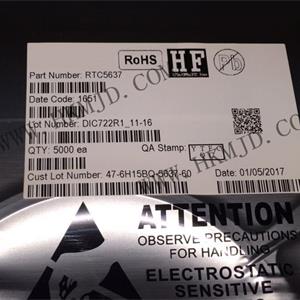 RoHS HF Pb
Part Number: RTC5637
Date Code: 1651
Lot Number: DIC722R1_11-16
QTY: 5000 ea QA Stamp: YTEC
Cust Lot Number: 47-6H15BQ-5637-60 Date: 01/05/2017
WWW.HKMJD.COM
ATTENTION
OBSERVE PRECAUTIONS
FOR HANDLING
ELECTROSTATIC
SENSITIVE